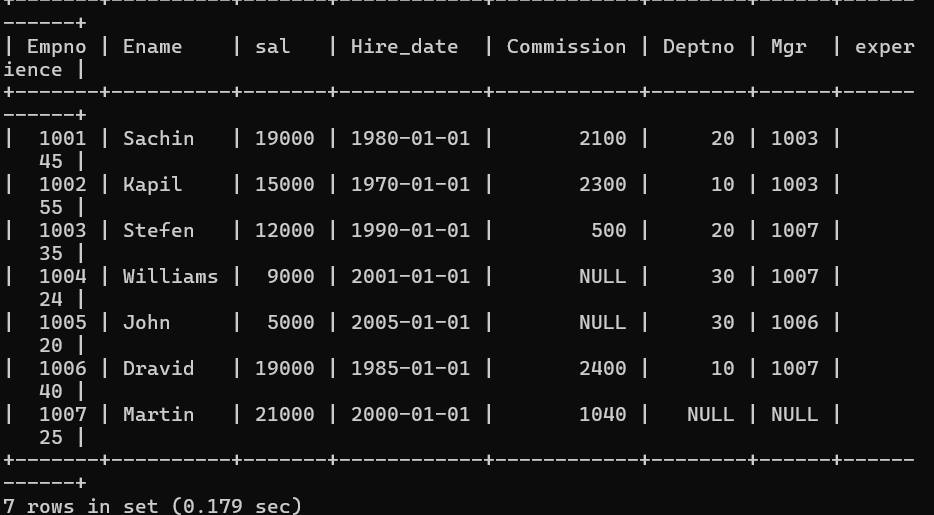 +-------+----------+-------+------------+------------+--------+------+------
------+
| Empno | Ename    | sal   | Hire_date  | Commission | Deptno | Mgr  | exper
ience |
+-------+----------+-------+------------+------------+--------+------+------
------+
|  1001 | Sachin   | 19000 | 1980-01-01 |       2100 |     20 | 1003 |
   45 |
|  1002 | Kapil    | 15000 | 1970-01-01 |       2300 |     10 | 1003 |
   55 |
|  1003 | Stefen   | 12000 | 1990-01-01 |        500 |     20 | 1007 |
   35 |
|  1004 | Williams |  9000 | 2001-01-01 |       NULL |     30 | 1007 |
   24 |
|  1005 | John     |  5000 | 2005-01-01 |       NULL |     30 | 1006 |
   20 |
|  1006 | Dravid   | 19000 | 1985-01-01 |       2400 |     10 | 1007 |
   40 |
|  1007 | Martin   | 21000 | 2000-01-01 |       1040 |   NULL | NULL |
   25 |
+-------+----------+-------+------------+------------+--------+------+------
------+
7 rows in set (0.179 sec)